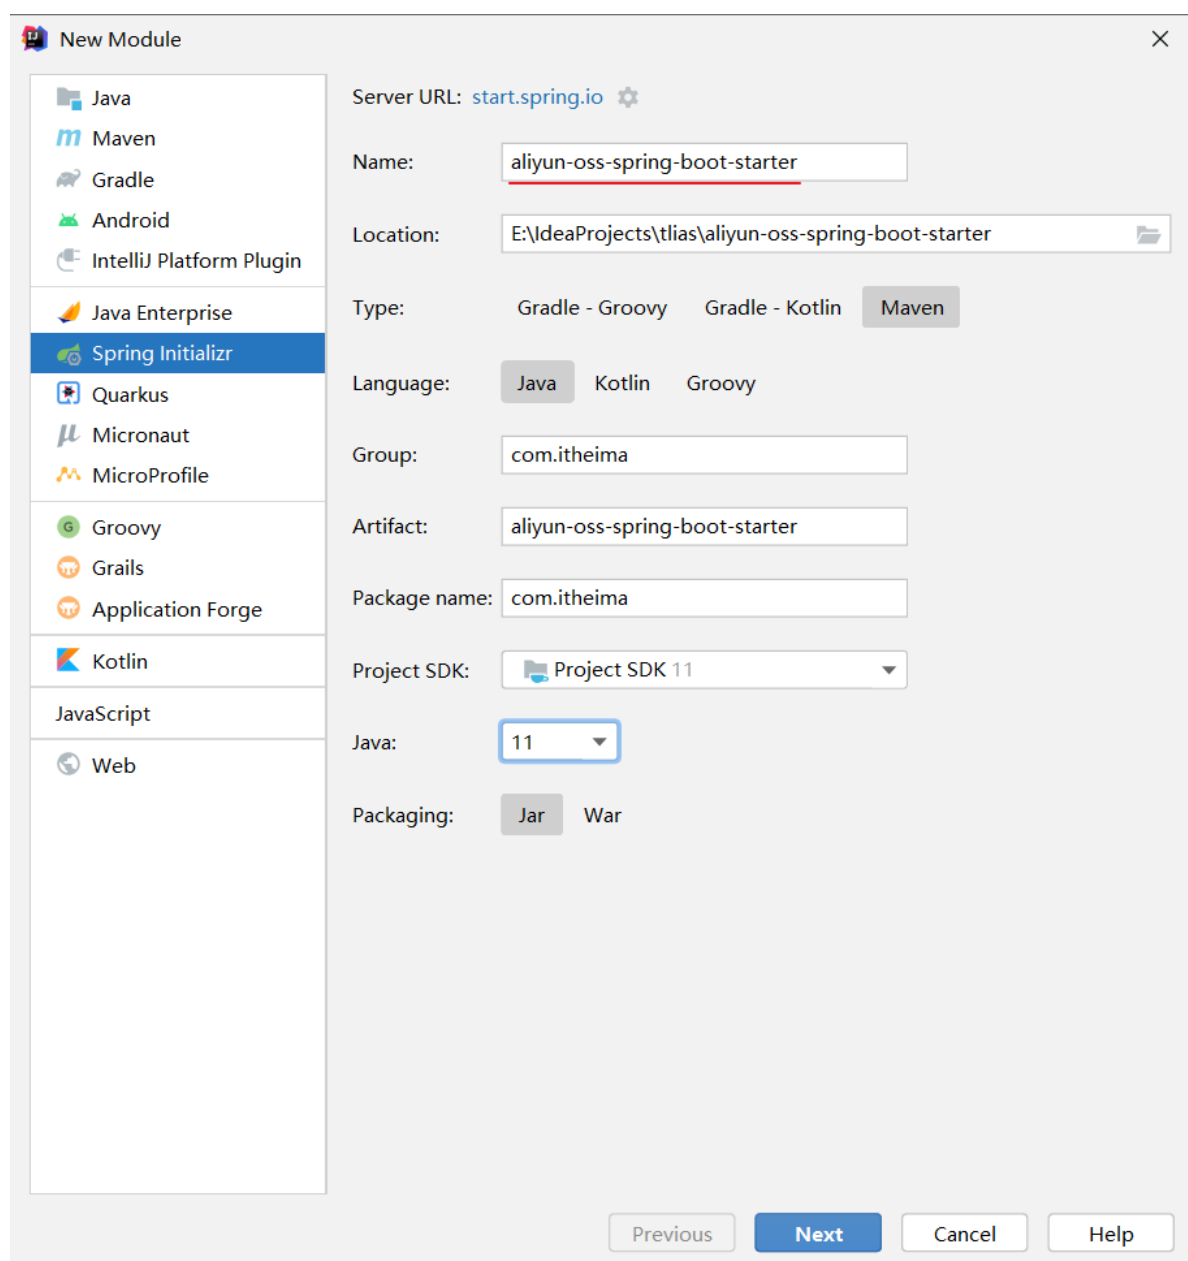 New Module
Java
Maven
Gradle
Android
IntelliJ Platform Plugin
Java Enterprise
Spring Initializr
Quarkus
Micronaut
MicroProfile
Groovy
Grails
Application Forge
Kotlin
JavaScript
Web
Server URL: start.spring.io
Name: aliyun-oss-spring-boot-starter
Location: E:\IdeaProjects\tlias\aliyun-oss-spring-boot-starter
Type: Gradle - Groovy Gradle - Kotlin Maven
Language: Java Kotlin Groovy
Group: com.itheima
Artifact: aliyun-oss-spring-boot-starter
Package name: com.itheima
Project SDK: Project SDK 11
Java: 11
Packaging: Jar War
Previous Next Cancel Help